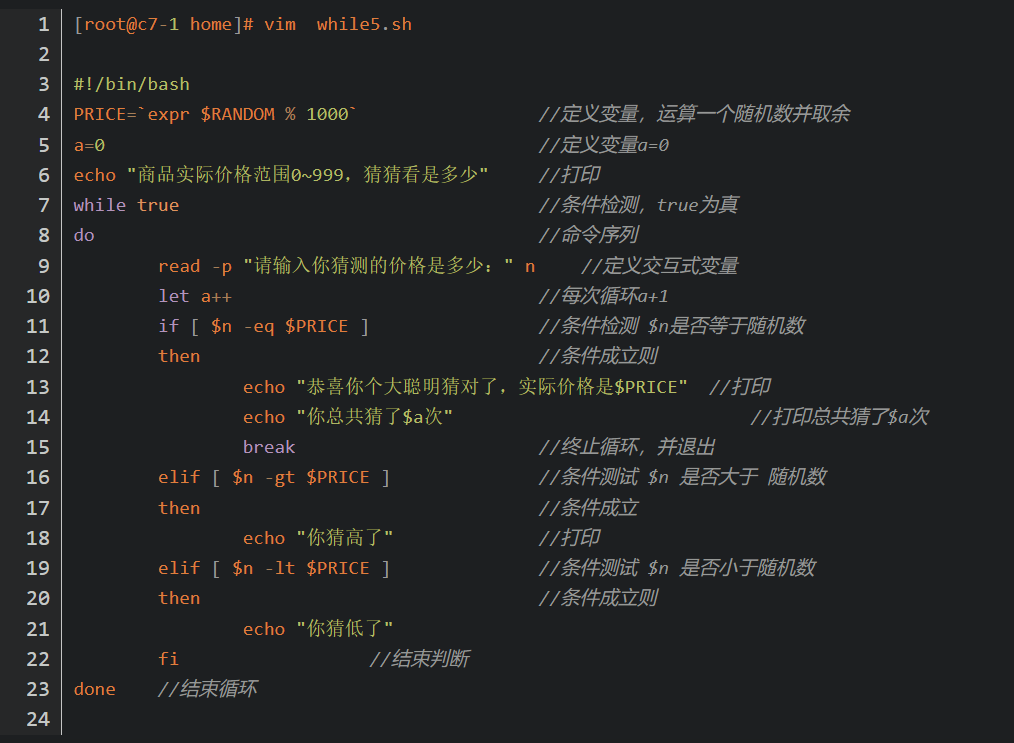 1 [root@c7-1 home]# vim  while5.sh
2
3 #!/bin/bash
4 PRICE=`expr $RANDOM % 1000` //定义变量，运算一个随机数并取余
5 a=0 //定义变量a=0
6 echo "商品实际价格范围0~999，猜猜看是多少" //打印
7 while true //条件检测，true为真
8 do //命令序列
9 read -p "请输入你猜测的价格是多少：" n //定义交互式变量
10 let a++ //每次循环a+1
11 if [ $n -eq $PRICE ] //条件检测 $n是否等于随机数
12 then //条件成立则
13 echo "恭喜你个大聪明猜对了，实际价格是$PRICE" //打印
14 echo "你总共猜了$a次" //打印总共猜了$a次
15 break //终止循环，并退出
16 elif [ $n -gt $PRICE ] //条件测试 $n 是否大于 随机数
17 then //条件成立
18 echo "你猜高了" //打印
19 elif [ $n -lt $PRICE ] //条件测试 $n 是否小于随机数
20 then //条件成立则
21 echo "你猜低了"
22 fi //结束判断
23 done //结束循环
24